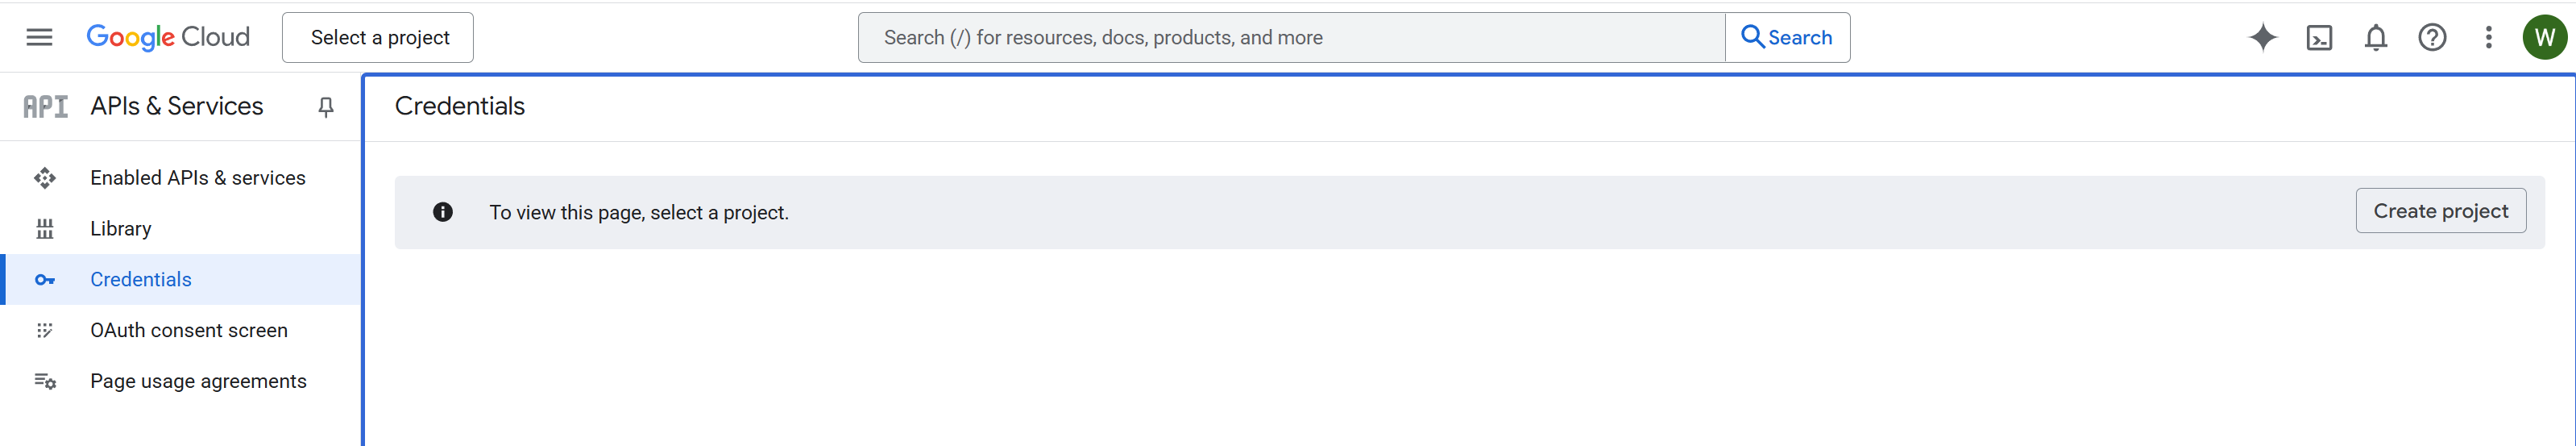 Google Cloud
Select a project
Search (/) for resources, docs, products, and more
Search
W
API
APIs & Services
Credentials
Enabled APIs & services
Library
Credentials
OAuth consent screen
Page usage agreements
To view this page, select a project.
Create project